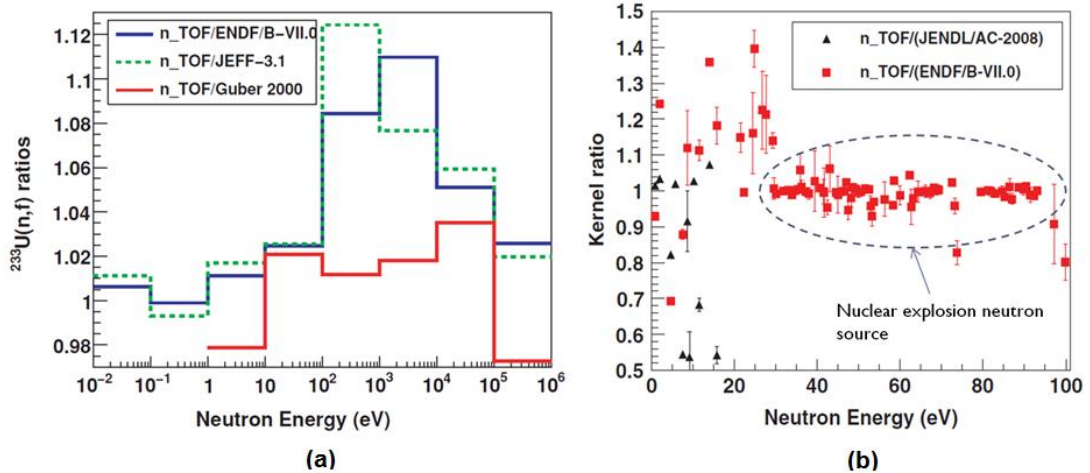 n_TOF/ENDF/B-VII.0
n_TOF/JEFF-3.1
n_TOF/Guber 2000
²³³U(n,f) ratios
1.12
1.1
1.08
1.06
1.04
1.02
1
0.98
10⁻² 10⁻¹ 1 10 10² 10³ 10⁴ 10⁵ 10⁶
Neutron Energy (eV)
(a)
n_TOF/(JENDL/AC-2008)
n_TOF/(ENDF/B-VII.0)
Kernel ratio
1.5
1.4
1.3
1.2
1.1
1
0.9
0.8
0.7
0.6
0.5
Nuclear explosion neutron
source
0 20 40 60 80 100
Neutron Energy (eV)
(b)